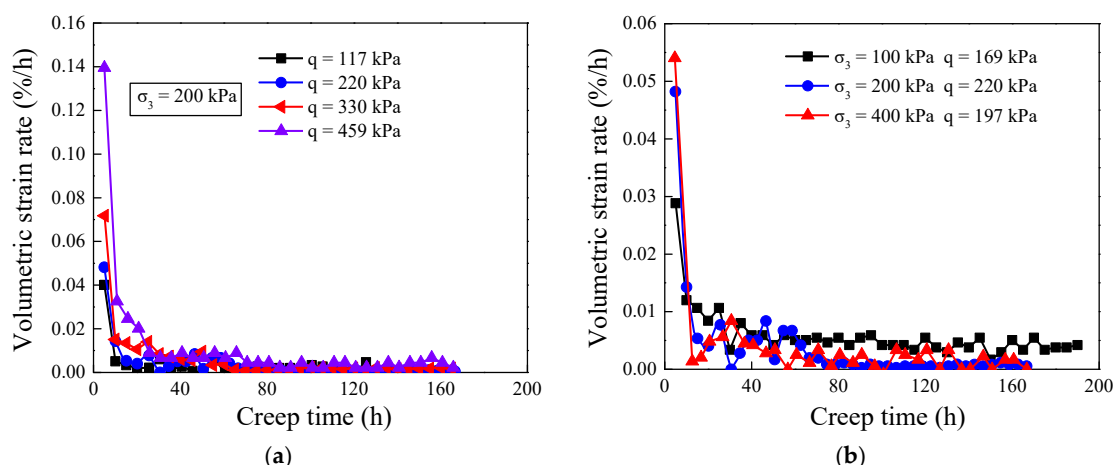 Volumetric strain rate (%/h)
0.16
0.14
0.12
0.10
0.08
0.06
0.04
0.02
0.00
σ3 = 200 kPa
q = 117 kPa
q = 220 kPa
q = 330 kPa
q = 459 kPa
0 40 80 120 160 200
Creep time (h)
(a)
Volumetric strain rate (%/h)
0.06
0.05
0.04
0.03
0.02
0.01
0.00
σ3 = 100 kPa q = 169 kPa
σ3 = 200 kPa q = 220 kPa
σ3 = 400 kPa q = 197 kPa
0 40 80 120 160 200
Creep time (h)
(b)